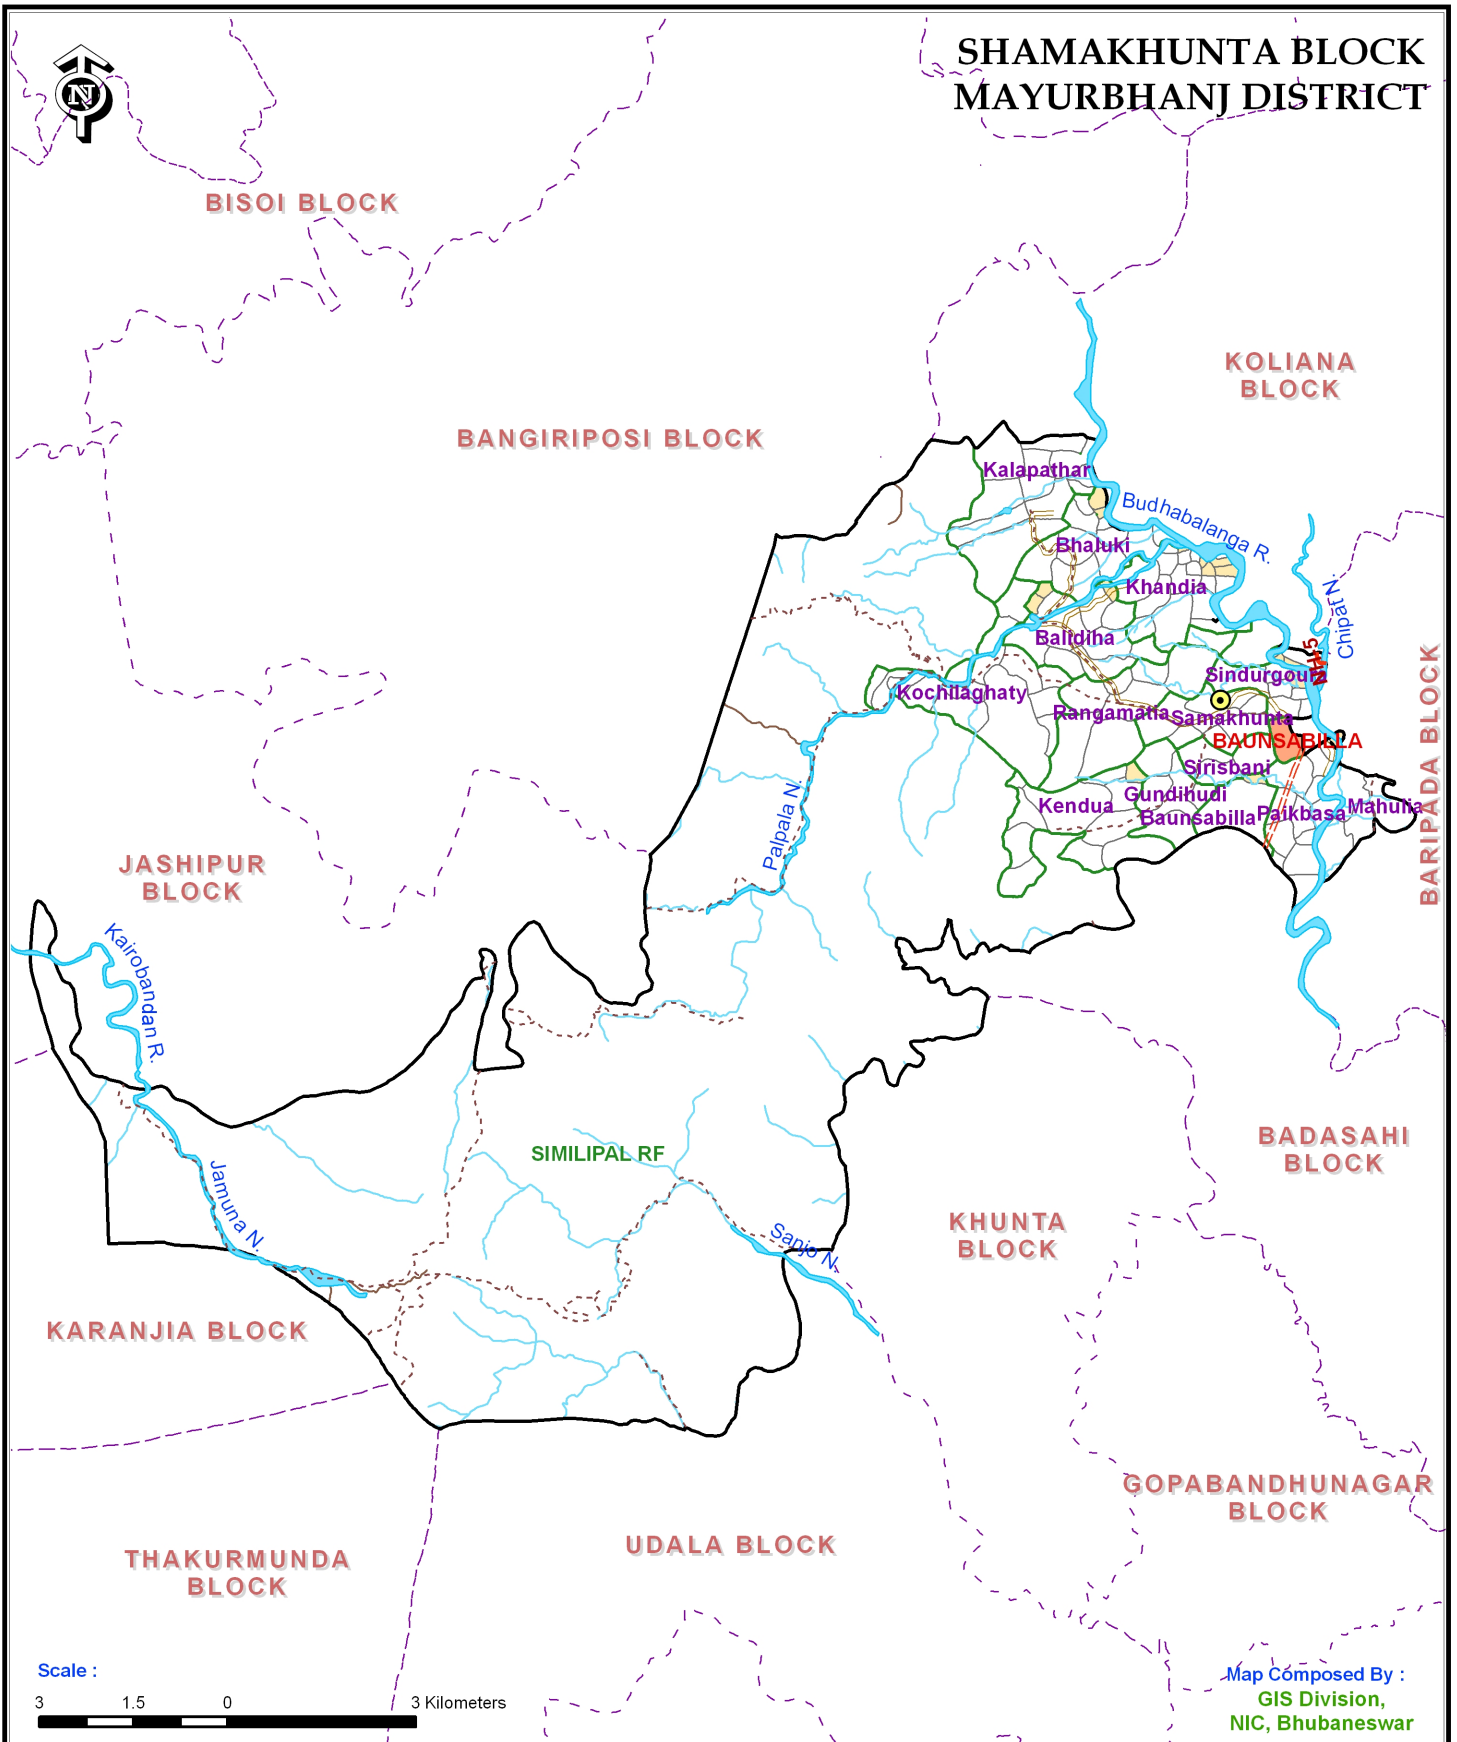 SHAMAKHUNTA BLOCK
MAYURBHANJ DISTRICT
N
BISOI BLOCK
KOLIANA
BLOCK
BANGIRIPOSI BLOCK
Kalapathar
Budhabalanga R.
Bhaluki
Khandia
Chipat N.
Balidiha
NH 5
Sindurgoura
Kochilaghaty
Rangamatia
Samakhunta
BAUNSABILLA
Sirisbani
Gundihudi
Kendua
Baunsabilla
Paikbasa
Mahulia
BARIPADA BLOCK
Palpala N.
JASHIPUR
BLOCK
Kairobandan R.
SIMILIPAL RF
BADASAHI
BLOCK
Jamuna N.
Sanjo N.
KHUNTA
BLOCK
KARANJIA BLOCK
GOPABANDHUNAGAR
BLOCK
THAKURMUNDA
BLOCK
UDALA BLOCK
Scale :
3 1.5 0 3 Kilometers
Map Composed By :
GIS Division,
NIC, Bhubaneswar